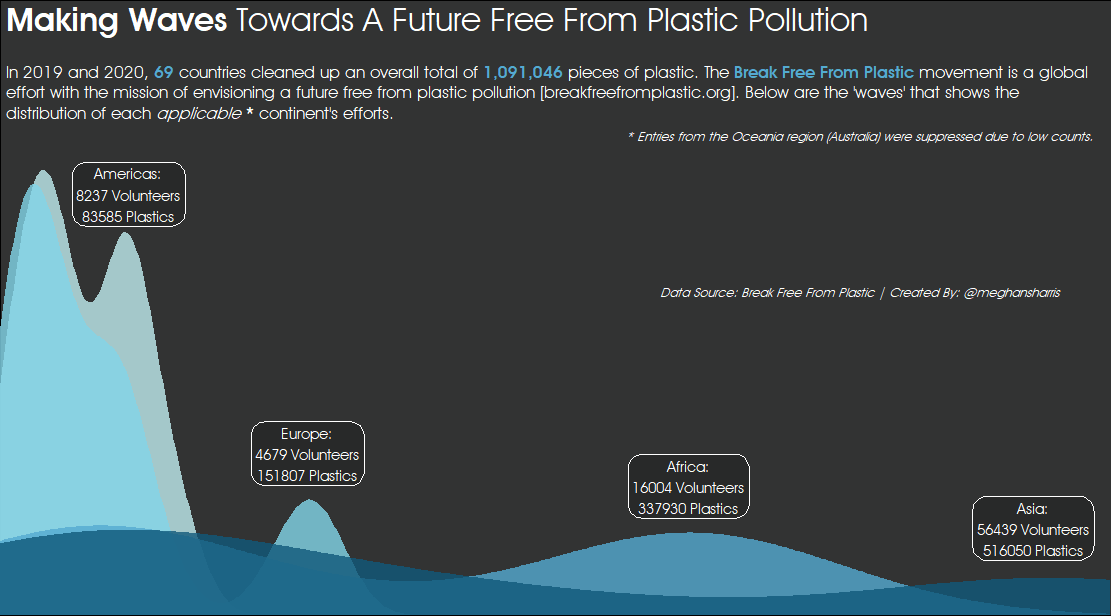 Making Waves Towards A Future Free From Plastic Pollution
In 2019 and 2020, 69 countries cleaned up an overall total of 1,091,046 pieces of plastic. The Break Free From Plastic movement is a global
effort with the mission of envisioning a future free from plastic pollution [breakfreefromplastic.org]. Below are the 'waves' that shows the
distribution of each applicable * continent's efforts.
* Entries from the Oceania region (Australia) were suppressed due to low counts.
Americas:
8237 Volunteers
83585 Plastics
Data Source: Break Free From Plastic | Created By: @meghansharris
Europe:
4679 Volunteers
151807 Plastics
Africa:
16004 Volunteers
337930 Plastics
Asia:
56439 Volunteers
516050 Plastics